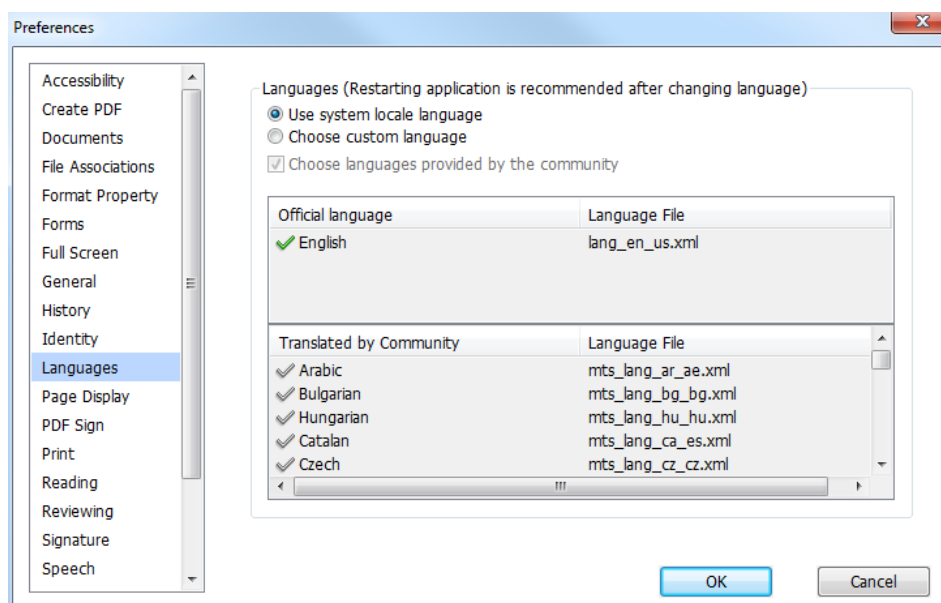 Preferences
Accessibility
Create PDF
Documents
File Associations
Format Property
Forms
Full Screen
General
History
Identity
Languages
Page Display
PDF Sign
Print
Reading
Reviewing
Signature
Speech
Languages (Restarting application is recommended after changing language)
Use system locale language
Choose custom language
Choose languages provided by the community
Official language Language File
English lang_en_us.xml
Translated by Community Language File
Arabic mts_lang_ar_ae.xml
Bulgarian mts_lang_bg_bg.xml
Hungarian mts_lang_hu_hu.xml
Catalan mts_lang_ca_es.xml
Czech mts_lang_cz_cz.xml
OK Cancel